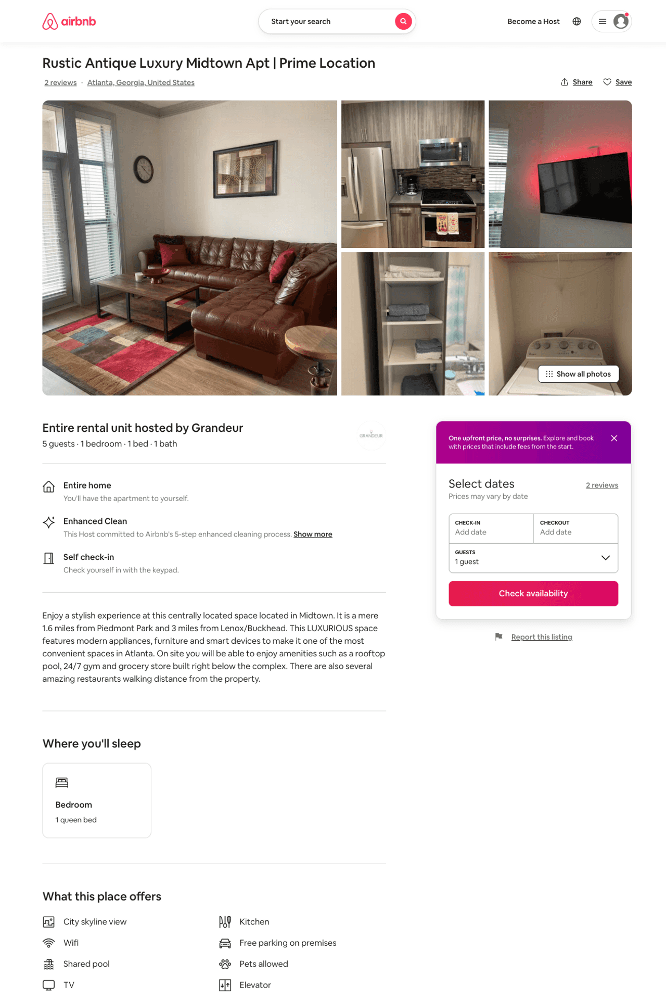 airbnb
Start your search
Become a Host
Rustic Antique Luxury Midtown Apt | Prime Location
2 reviews · Atlanta, Georgia, United States
Share
Save
Show all photos
Entire rental unit hosted by Grandeur
5 guests · 1 bedroom · 1 bed · 1 bath
GRANDEUR
Entire home
You'll have the apartment to yourself.
Enhanced Clean
This Host committed to Airbnb's 5-step enhanced cleaning process. Show more
Self check-in
Check yourself in with the keypad.
Enjoy a stylish experience at this centrally located space located in Midtown. It is a mere
1.6 miles from Piedmont Park and 3 miles from Lenox/Buckhead. This LUXURIOUS space
features modern appliances, furniture and smart devices to make it one of the most
convenient spaces in Atlanta. On site you will be able to enjoy amenities such as a rooftop
pool, 24/7 gym and grocery store built right below the complex. There are also several
amazing restaurants walking distance from the property.
One upfront price, no surprises. Explore and book
with prices that include fees from the start.
Select dates
2 reviews
Prices may vary by date
CHECK-IN
Add date
CHECKOUT
Add date
GUESTS
1 guest
Check availability
Report this listing
Where you'll sleep
Bedroom
1 queen bed
What this place offers
City skyline view
Kitchen
Wifi
Free parking on premises
Shared pool
Pets allowed
TV
Elevator